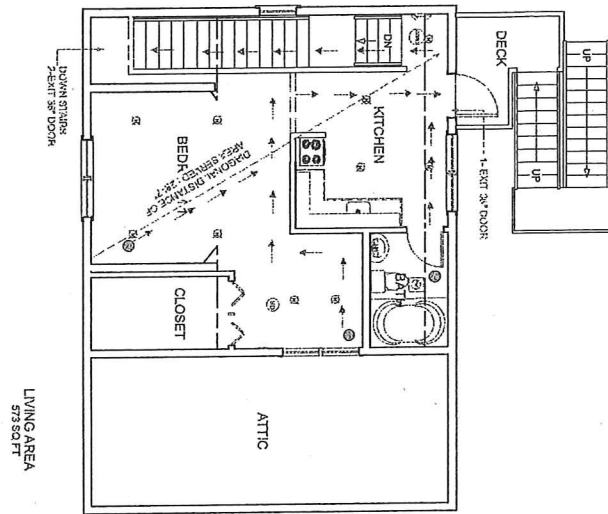 UP
UP
DECK
DN
1- EXIT 36" DOOR
KITCHEN
DOWN STAIRS
2-EXIT 36" DOOR
BEDR
DIAGONAL DISTANCE OF
AREA SERVED
BATH
CLOSET
ATTIC
LIVING AREA
573 SQ.FT